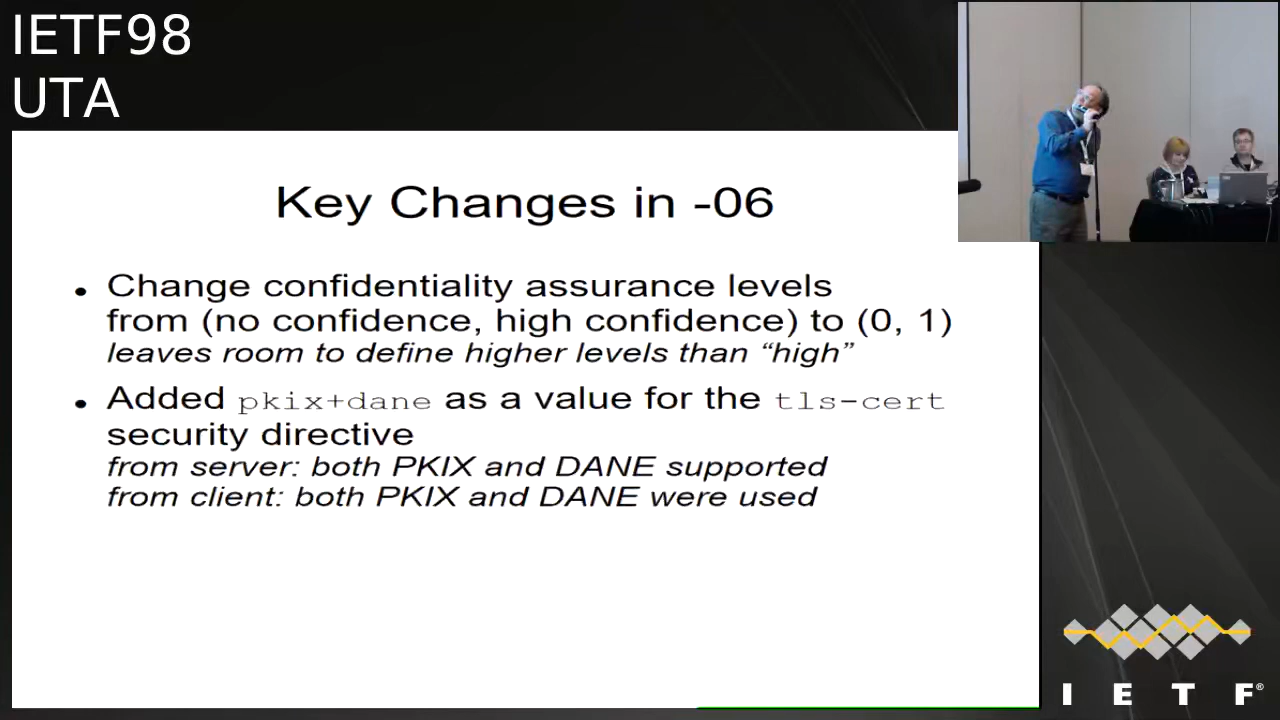 IETF98
UTA
Key Changes in -06
• Change confidentiality assurance levels
from (no confidence, high confidence) to (0, 1)
leaves room to define higher levels than “high”
• Added pkix+dane as a value for the tls-cert
security directive
from server: both PKIX and DANE supported
from client: both PKIX and DANE were used
I E T F®